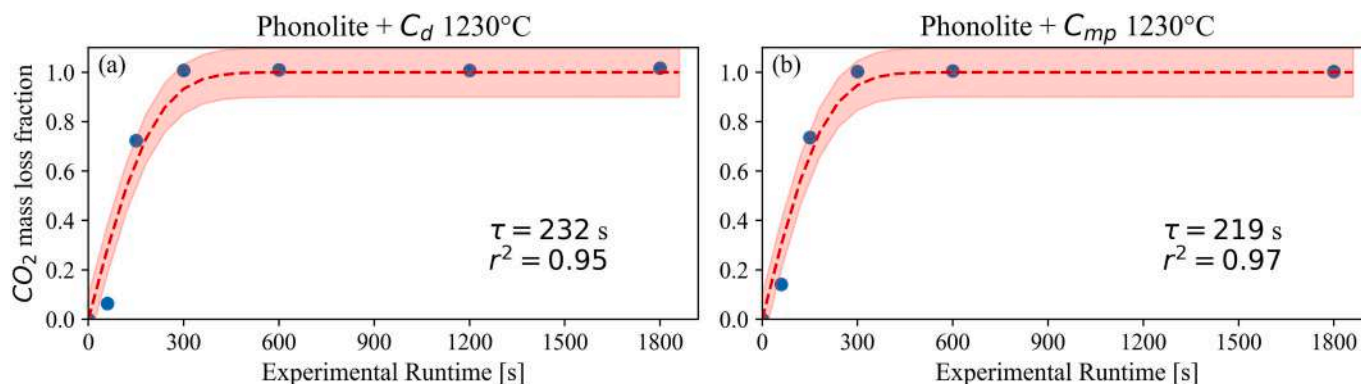 Phonolite + C_d 1230°C
(a)
CO_2 mass loss fraction
1.0
0.8
0.6
0.4
0.2
0.0
τ = 232 s
r^2 = 0.95
0 300 600 900 1200 1500 1800
Experimental Runtime [s]
Phonolite + C_mp 1230°C
(b)
1.0
0.8
0.6
0.4
0.2
0.0
τ = 219 s
r^2 = 0.97
0 300 600 900 1200 1500 1800
Experimental Runtime [s]